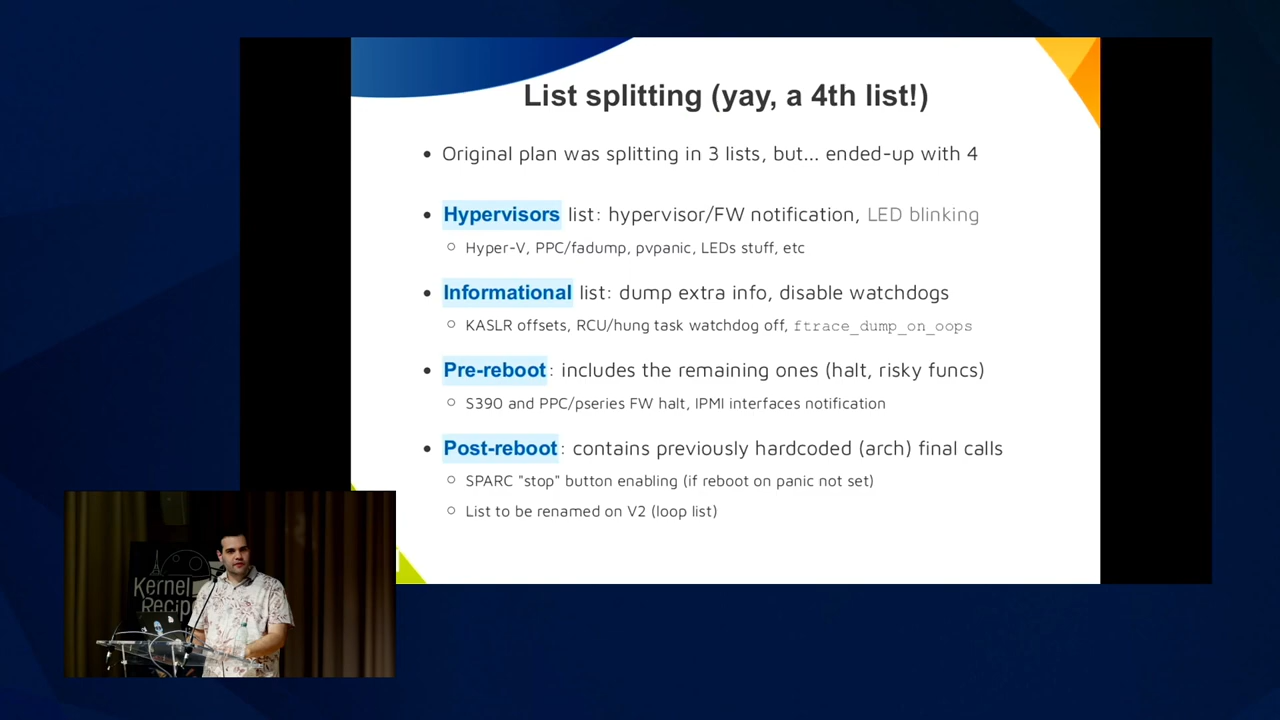 List splitting (yay, a 4th list!)
• Original plan was splitting in 3 lists, but... ended-up with 4
• Hypervisors list: hypervisor/FW notification, LED blinking
○ Hyper-V, PPC/fadump, pvpanic, LEDs stuff, etc
• Informational list: dump extra info, disable watchdogs
○ KASLR offsets, RCU/hung task watchdog off, ftrace_dump_on_oops
• Pre-reboot: includes the remaining ones (halt, risky funcs)
○ S390 and PPC/pseries FW halt, IPMI interfaces notification
• Post-reboot: contains previously hardcoded (arch) final calls
○ SPARC "stop" button enabling (if reboot on panic not set)
○ List to be renamed on V2 (loop list)
Kernel